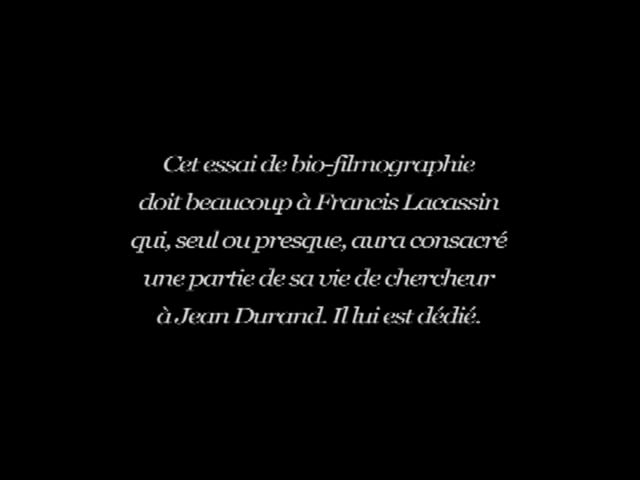 Cet essai de bio-filmographie
doit beaucoup à Francis Lacassin
qui, seul ou presque, aura consacré
une partie de sa vie de chercheur
à Jean Durand. Il lui est dédié.